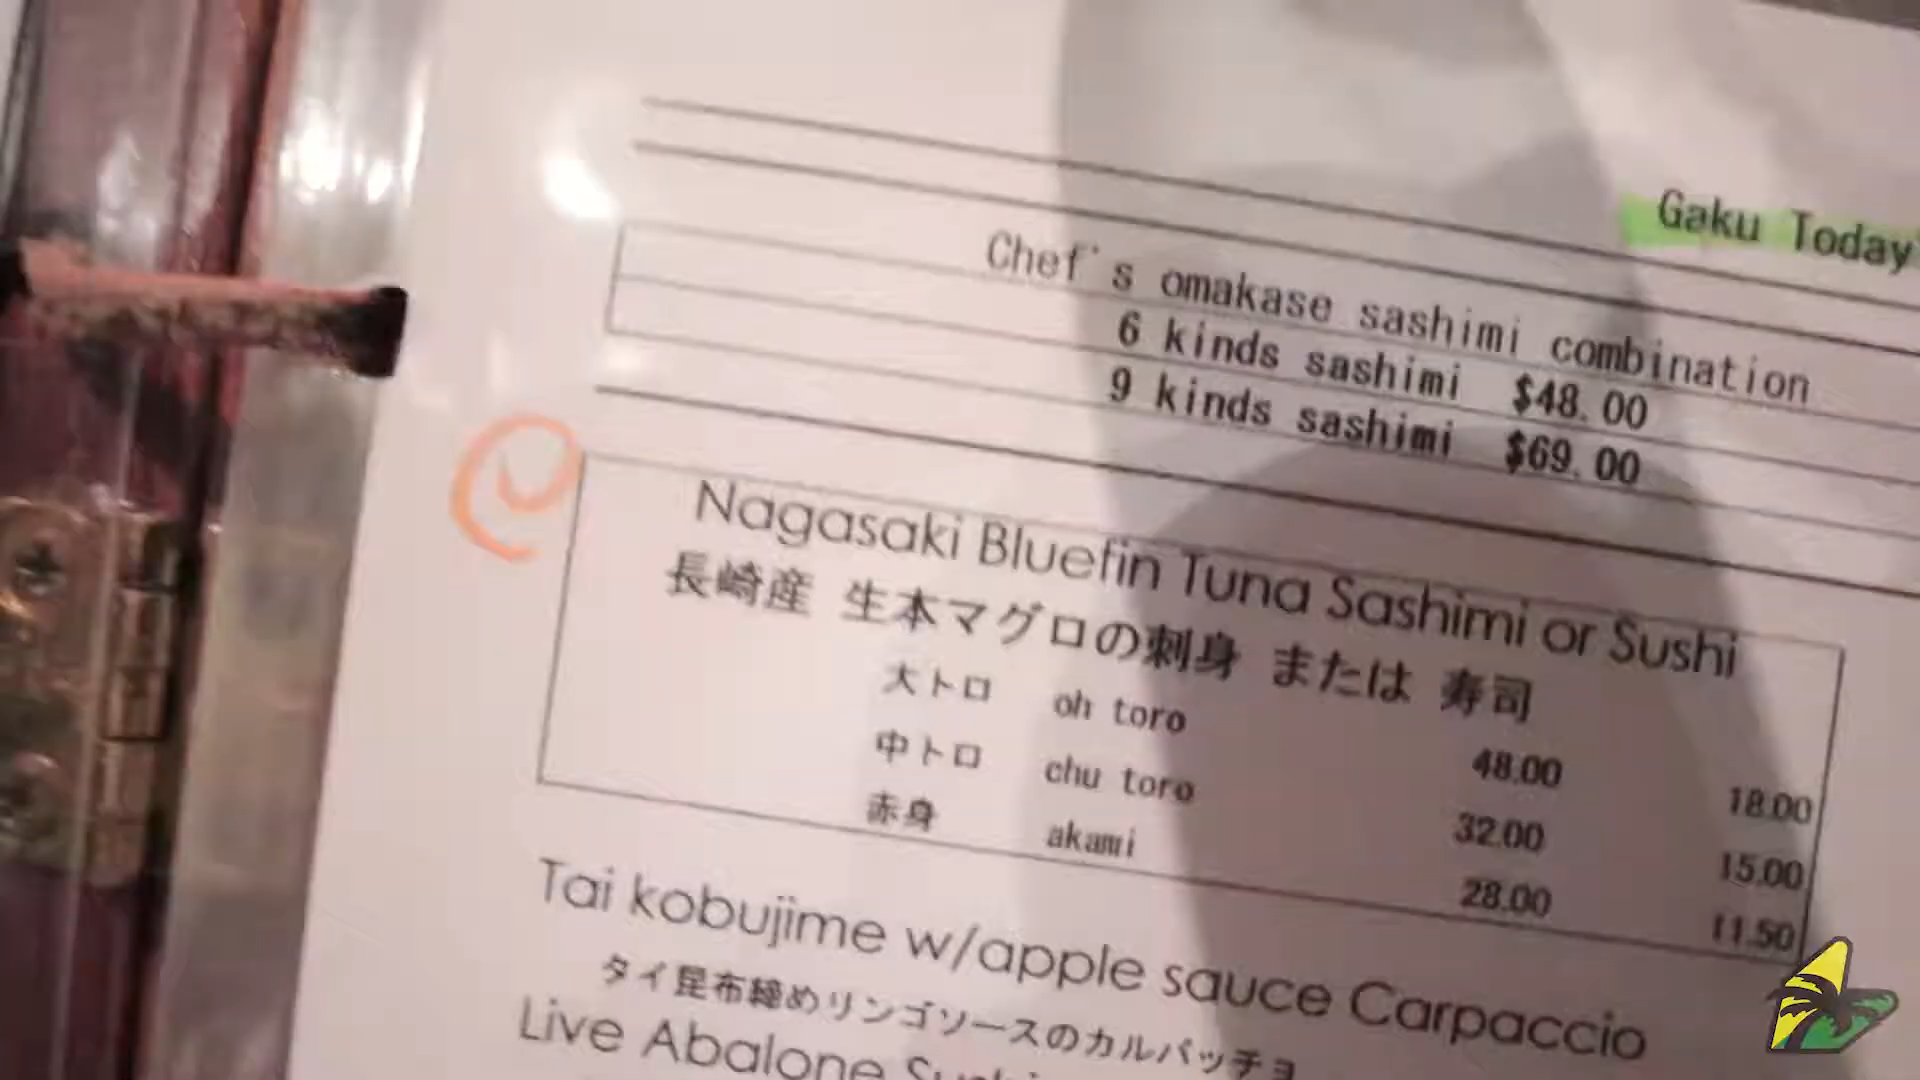 Gaku Today'
Chef's omakase sashimi combination
6 kinds sashimi $48.00
9 kinds sashimi $69.00
Nagasaki Bluefin Tuna Sashimi or Sushi
長崎産 生本マグロの刺身 または 寿司
大トロ oh toro 48.00 18.00
中トロ chu toro 32.00 15.00
赤身 akami 28.00 11.50
Tai kobujime w/apple sauce Carpaccio
タイ昆布締めリンゴソースのカルパッチョ
Live Abalone